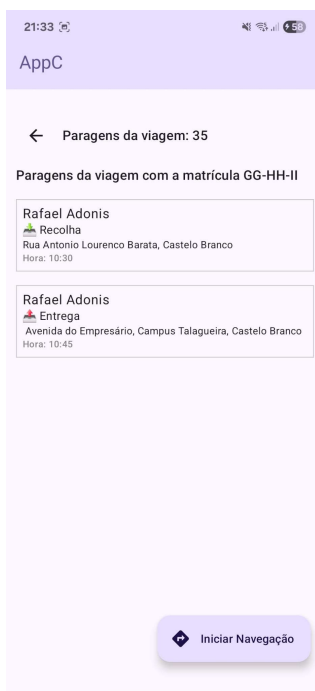 21:33
58
AppC
Paragens da viagem: 35
Paragens da viagem com a matrícula GG-HH-II
Rafael Adonis
Recolha
Rua Antonio Lourenco Barata, Castelo Branco
Hora: 10:30
Rafael Adonis
Entrega
Avenida do Empresário, Campus Talagueira, Castelo Branco
Hora: 10:45
Iniciar Navegação